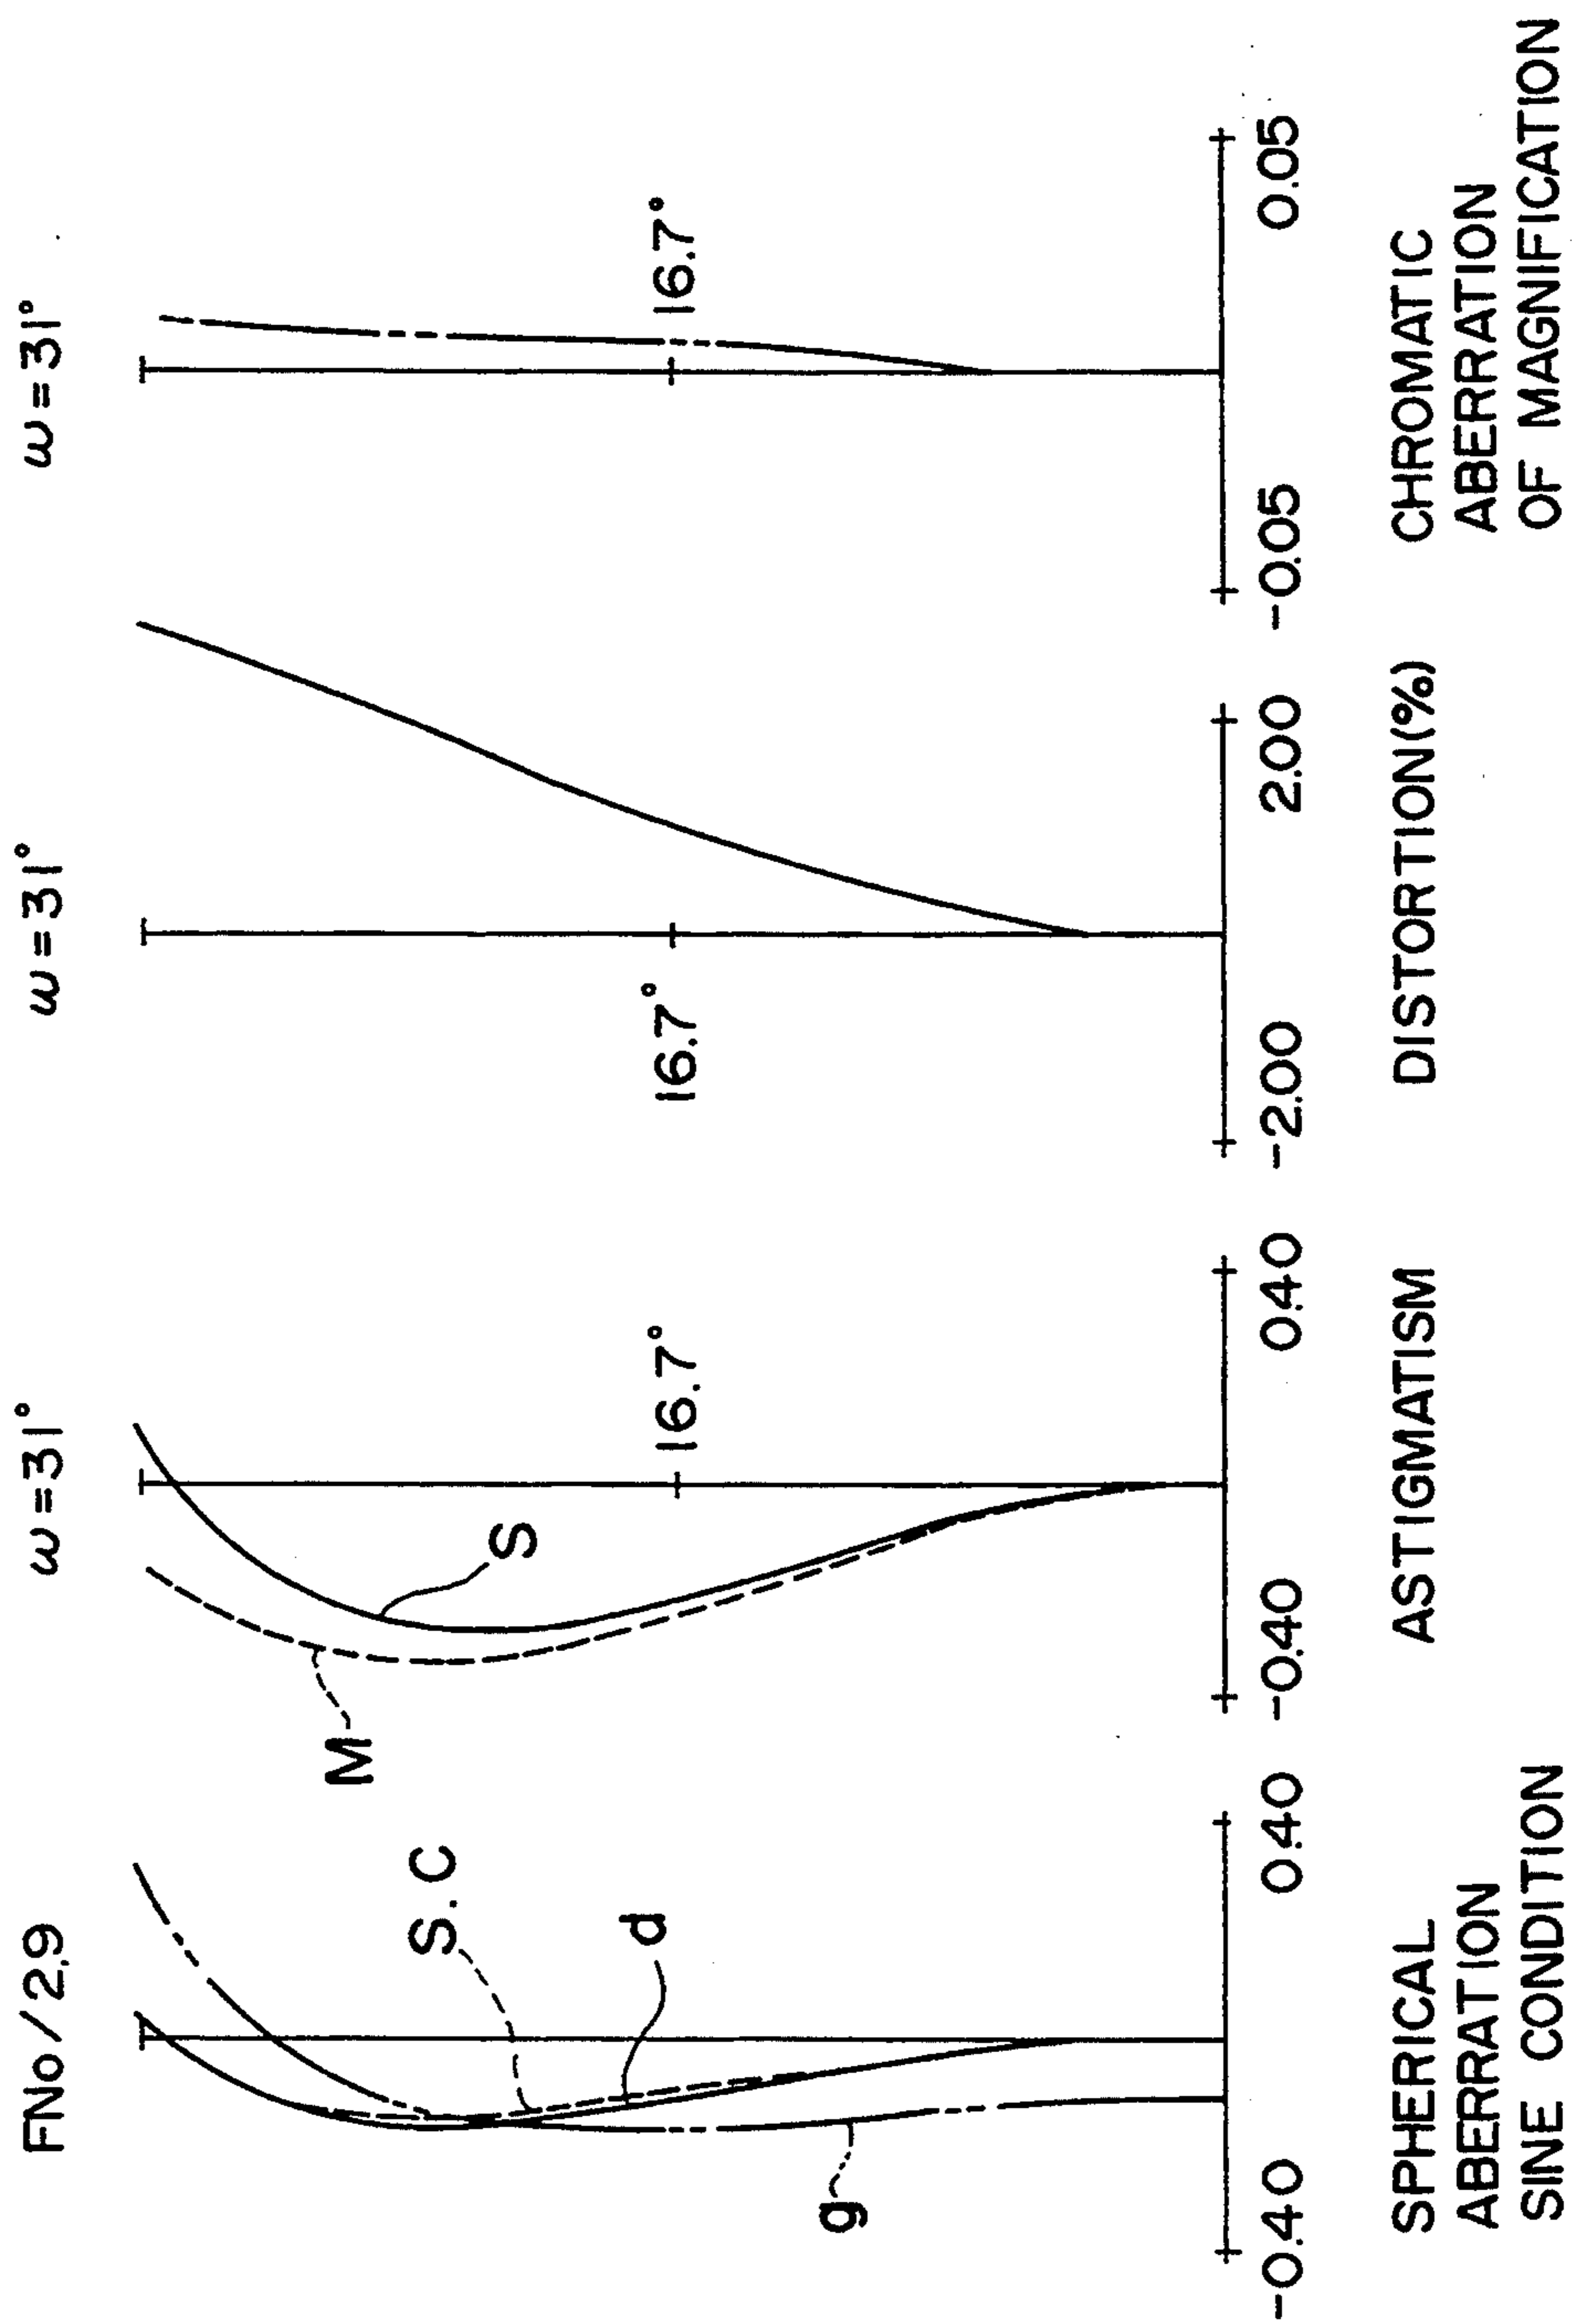 FNo/2.9
S.C
d
g
-0.40
0.40
SPHERICAL
ABERRATION
SINE CONDITION
ω=31°
M
S
16.7°
-0.40
0.40
ASTIGMATISM
ω=31°
16.7°
-2.00
2.00
DISTORTION(%)
ω=31°
16.7°
-0.05
0.05
CHROMATIC
ABERRATION
OF MAGNIFICATION